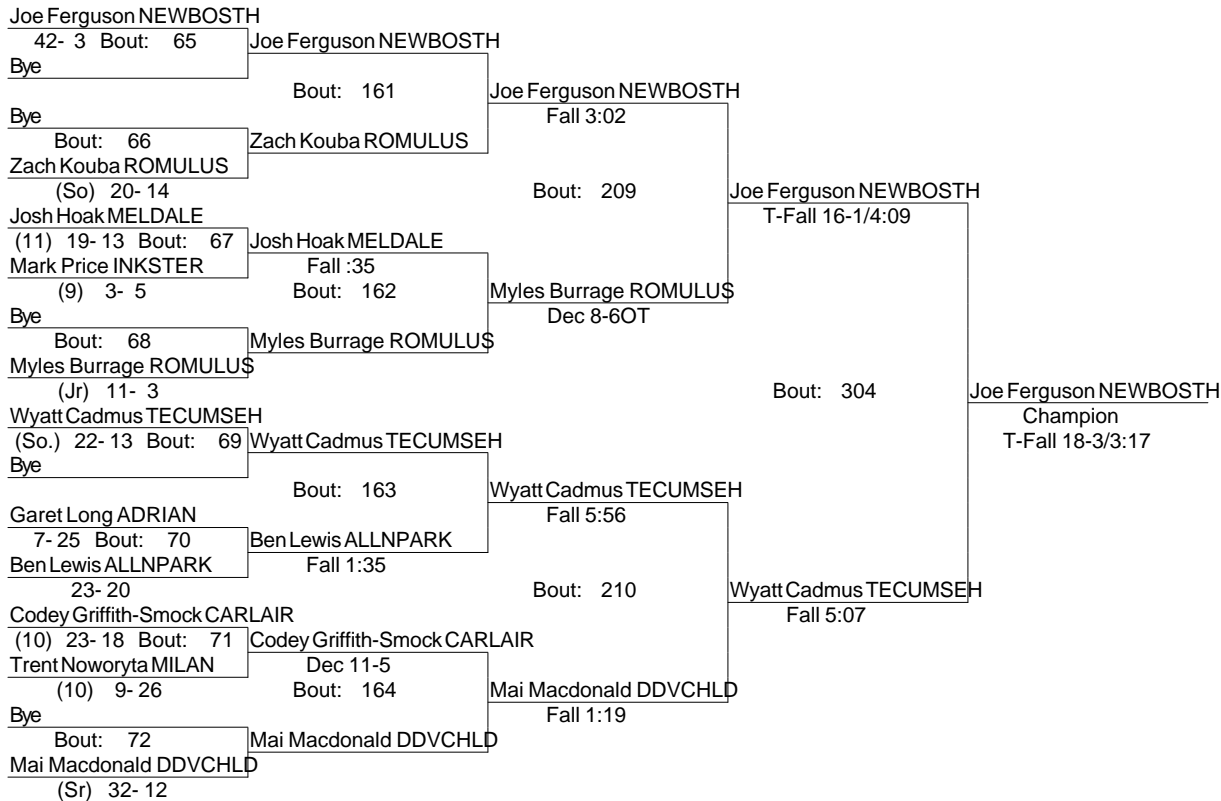 Joe Ferguson NEWBOSTH
42- 3 Bout: 65
Joe Ferguson NEWBOSTH
Bye
Bout: 161
Joe Ferguson NEWBOSTH
Bye
Fall 3:02
Bout: 66
Zach Kouba ROMULUS
Zach Kouba ROMULUS
(So) 20- 14
Bout: 209
Joe Ferguson NEWBOSTH
Josh Hoak MELDALE
T-Fall 16-1/4:09
(11) 19- 13 Bout: 67
Josh Hoak MELDALE
Mark Price INKSTER
Fall :35
(9) 3- 5
Bout: 162
Myles Burrage ROMULUS
Bye
Dec 8-6OT
Bout: 68
Myles Burrage ROMULUS
Myles Burrage ROMULUS
(Jr) 11- 3
Bout: 304
Joe Ferguson NEWBOSTH
Wyatt Cadmus TECUMSEH
Champion
(So.) 22- 13 Bout: 69
Wyatt Cadmus TECUMSEH
T-Fall 18-3/3:17
Bye
Bout: 163
Wyatt Cadmus TECUMSEH
Garet Long ADRIAN
Fall 5:56
7- 25 Bout: 70
Ben Lewis ALLNPARK
Ben Lewis ALLNPARK
Fall 1:35
23- 20
Bout: 210
Wyatt Cadmus TECUMSEH
Codey Griffith-Smock CARLAIR
Fall 5:07
(10) 23- 18 Bout: 71
Codey Griffith-Smock CARLAIR
Trent Noworyta MILAN
Dec 11-5
(10) 9- 26
Bout: 164
Mai Macdonald DDVCHLD
Bye
Fall 1:19
Bout: 72
Mai Macdonald DDVCHLD
Mai Macdonald DDVCHLD
(Sr) 32- 12